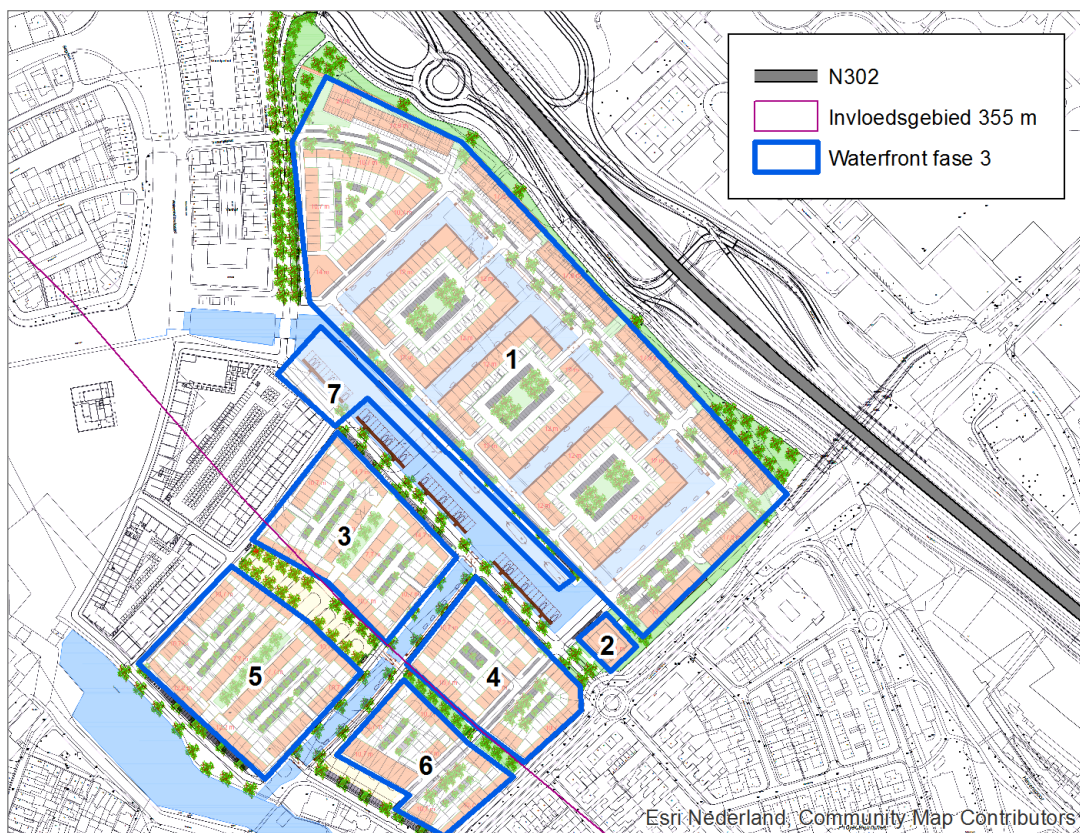 N302
Invloedsgebied 355 m
Waterfront fase 3
1
7
3
2
4
5
6
Esri Nederland, Community Map Contributors